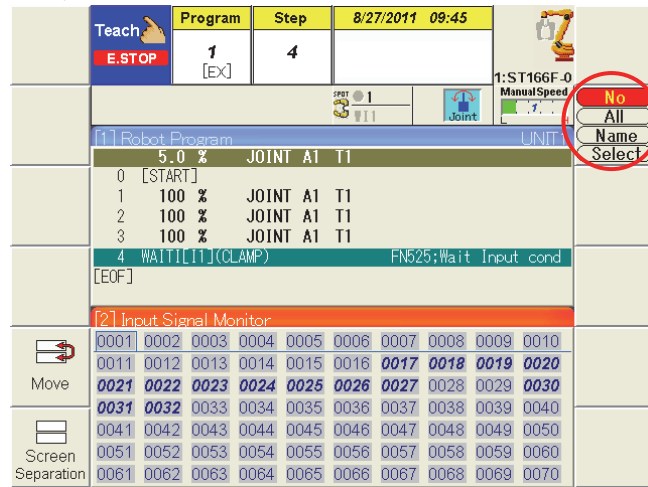 Teach
E.STOP
Program
1
[EX]
Step
4
8/27/2011 09:45
1:ST166F-0
SPOT 1
W11
Joint
Manual Speed
1
No
All
Name
Select
[1] Robot Program UNIT1
5.0 % JOINT A1 T1
0 [START]
1 100 % JOINT A1 T1
2 100 % JOINT A1 T1
3 100 % JOINT A1 T1
4 WAITI[I1](CLAMP) FN525;Wait Input cond
[EOF]
[2] Input Signal Monitor
0001 0002 0003 0004 0005 0006 0007 0008 0009 0010
0011 0012 0013 0014 0015 0016 0017 0018 0019 0020
0021 0022 0023 0024 0025 0026 0027 0028 0029 0030
0031 0032 0033 0034 0035 0036 0037 0038 0039 0040
0041 0042 0043 0044 0045 0046 0047 0048 0049 0050
0051 0052 0053 0054 0055 0056 0057 0058 0059 0060
0061 0062 0063 0064 0065 0066 0067 0068 0069 0070
Move
Screen
Separation